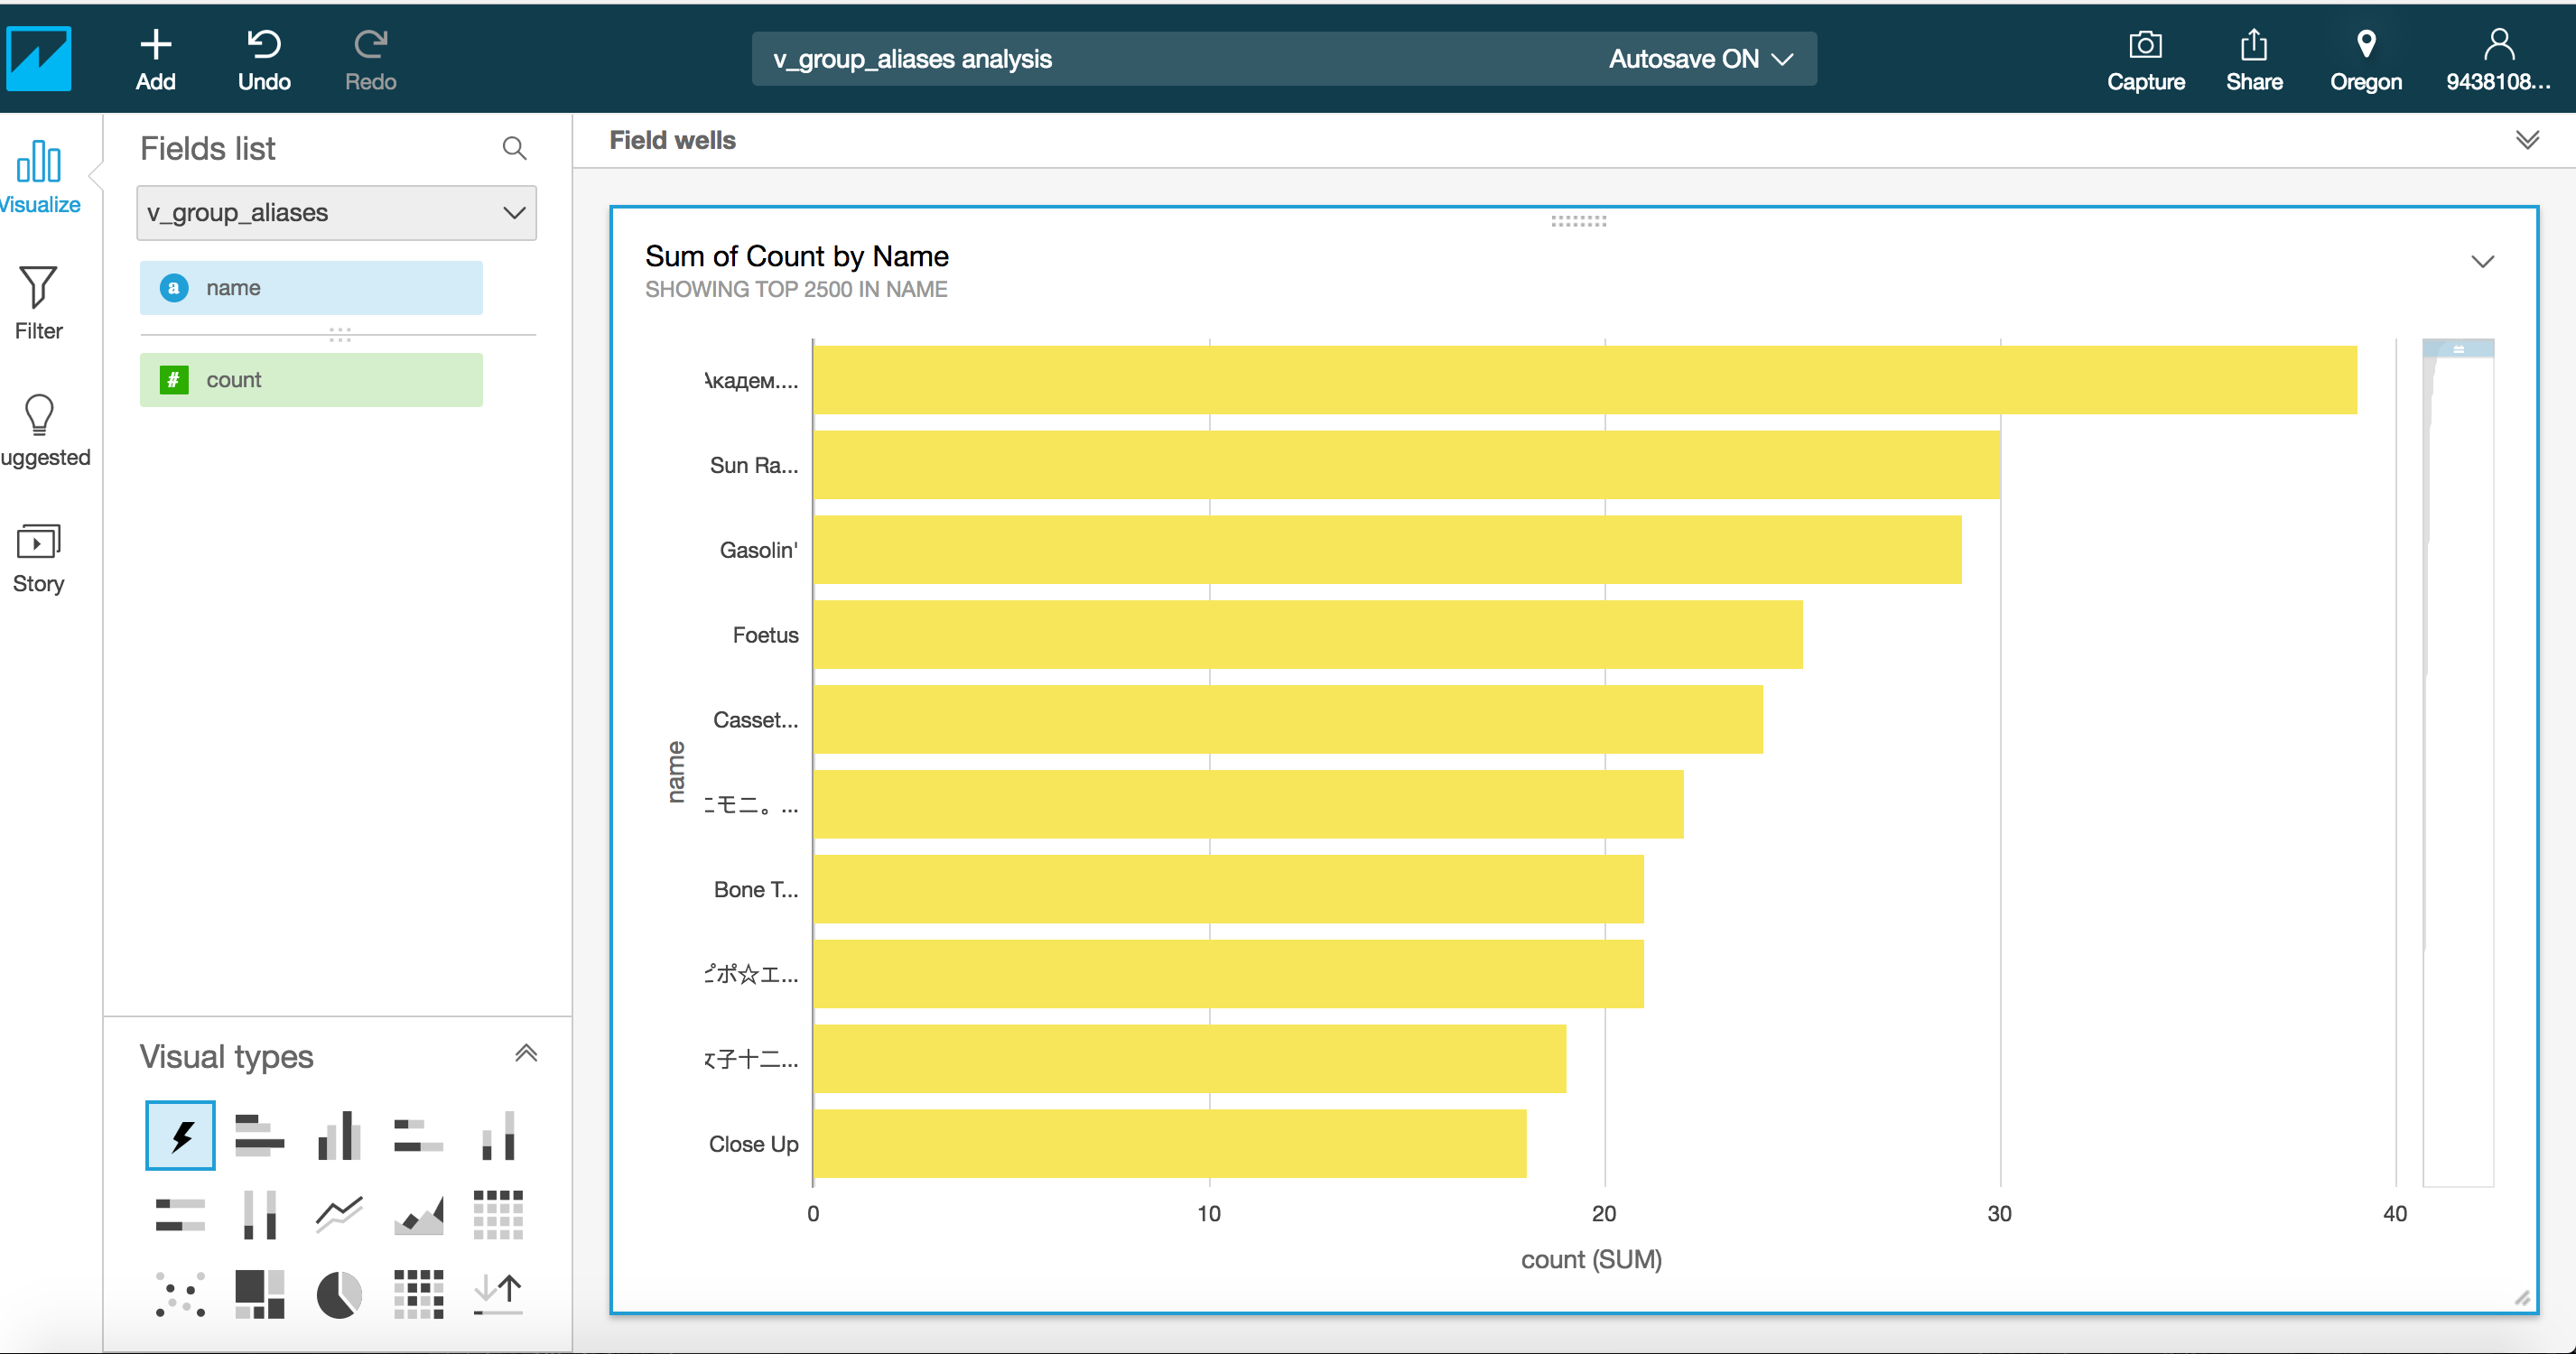 Add
Undo
Redo
v_group_aliases analysis
Autosave ON
Capture
Share
Oregon
9438108...
Visualize
Filter
uggested
Story
Fields list
v_group_aliases
a name
# count
Visual types
Field wells
Sum of Count by Name
SHOWING TOP 2500 IN NAME
name
Академ....
Sun Ra...
Gasolin'
Foetus
Casset...
ニモニ。...
Bone T...
ピポ☆エ...
女子十二...
Close Up
0 10 20 30 40
count (SUM)